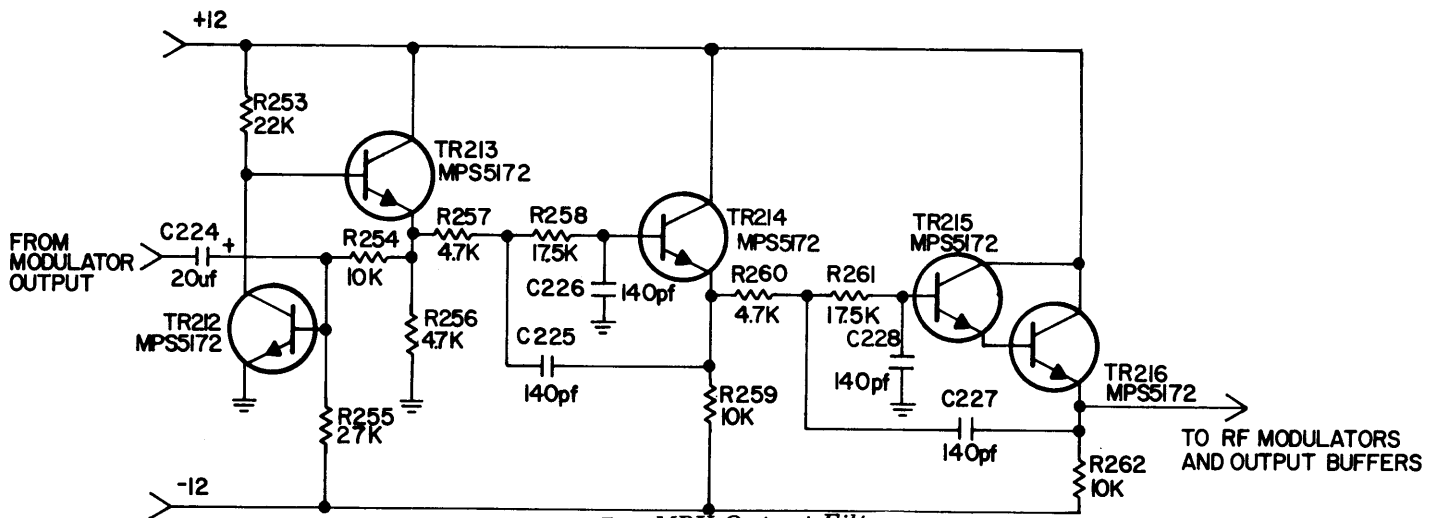 +12
R253
22K
TR213
MPS5172
FROM
MODULATOR
OUTPUT
C224
+
20uf
R254
10K
R257
4.7K
R258
17.5K
TR214
MPS5172
TR215
MPS5172
R260
4.7K
R261
17.5K
C226
140pf
TR212
MPS5172
R256
4.7K
C225
140pf
C228
140pf
TR216
MPS5172
R255
27K
R259
10K
C227
140pf
TO RF MODULATORS
AND OUTPUT BUFFERS
R262
10K
-12
MPX Output